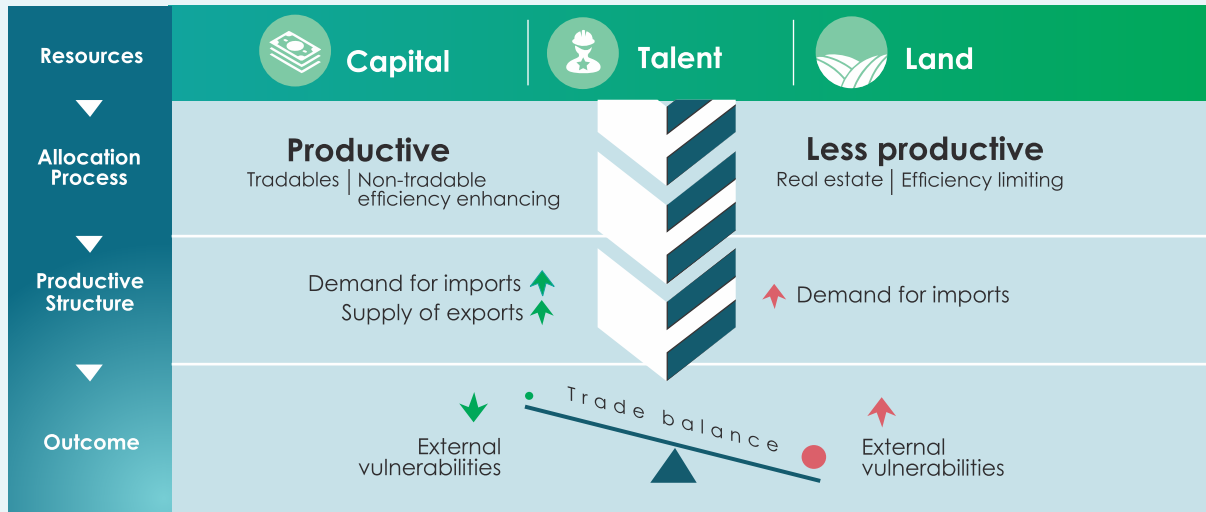 Resources
Capital
Talent
Land
Allocation
Process
Productive
Tradables
Non-tradable
efficiency enhancing
Less productive
Real estate
Efficiency limiting
Productive
Structure
Demand for imports
Supply of exports
Demand for imports
Outcome
External
vulnerabilities
Trade balance
External
vulnerabilities